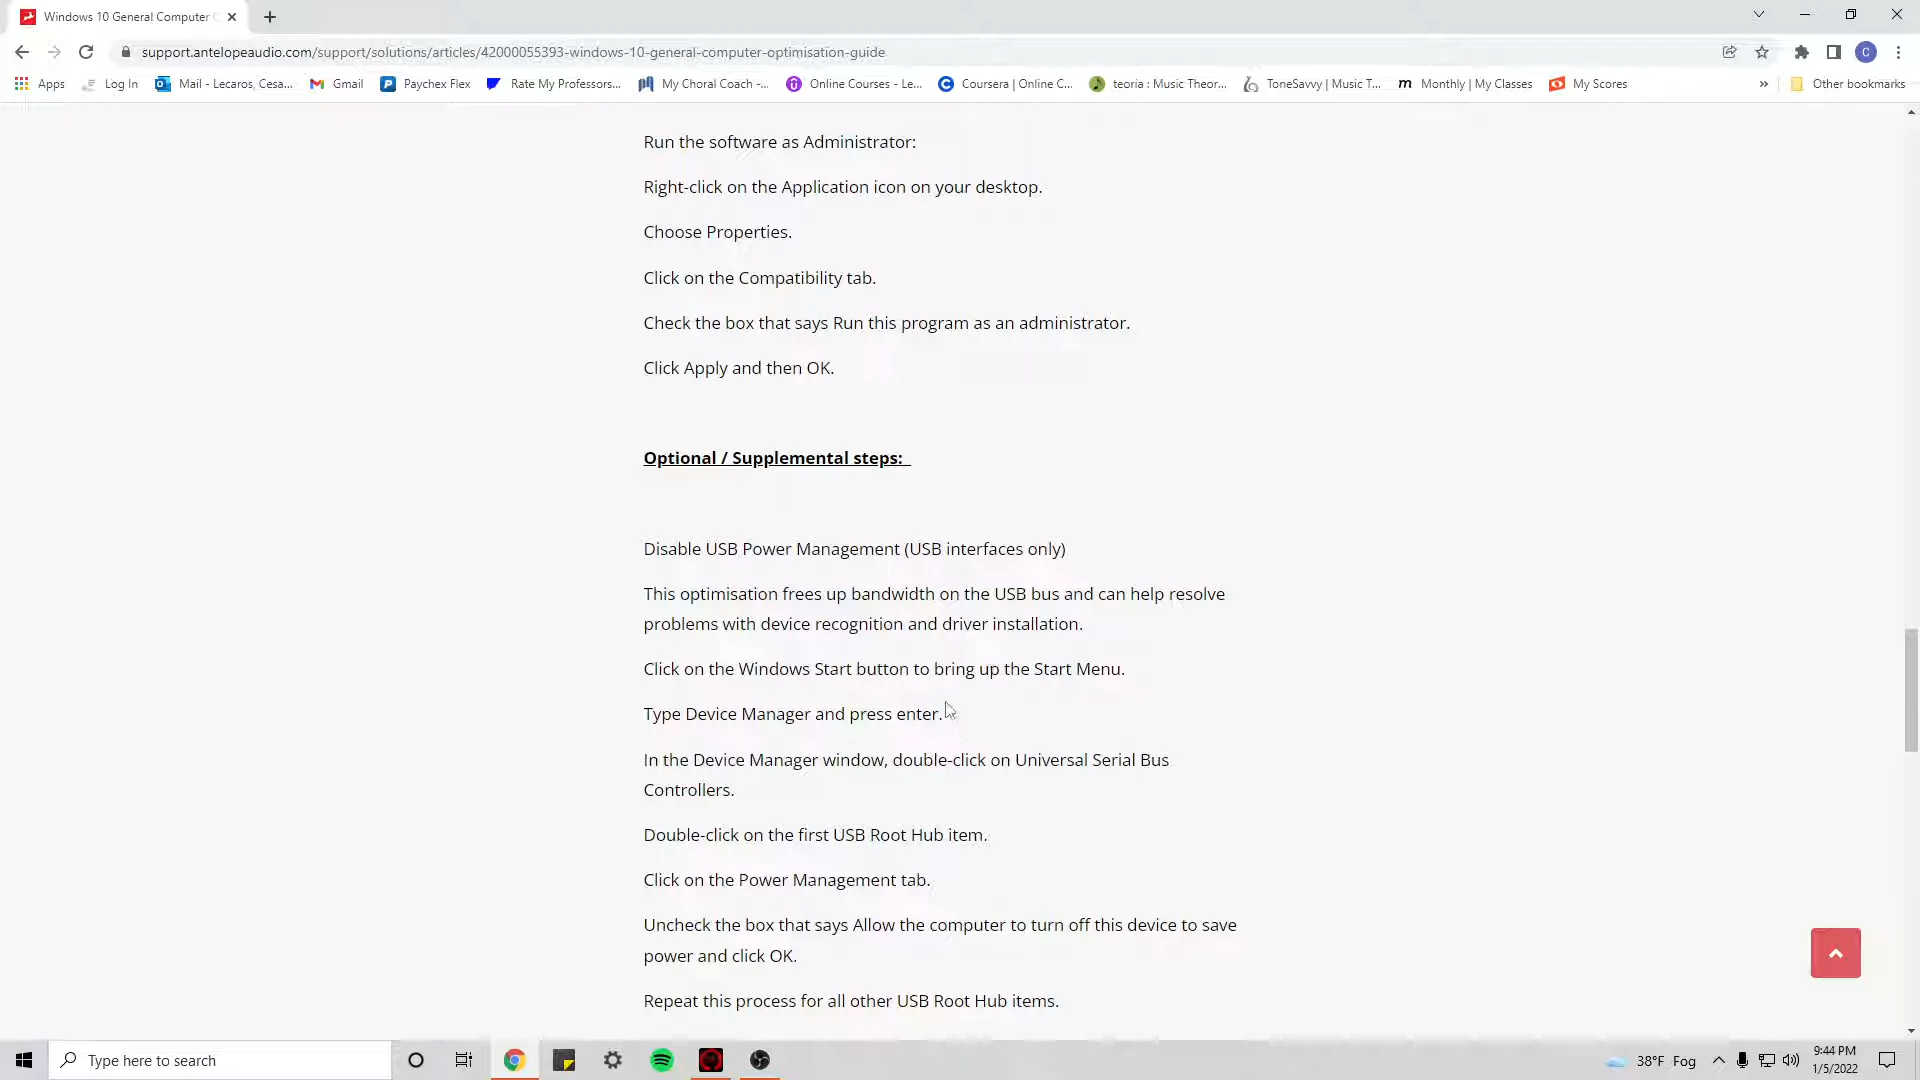 Windows 10 General Computer
support.antelopeaudio.com/support/solutions/articles/42000055393-windows-10-general-computer-optimisation-guide
C
Apps
Log In
Mail - Lecaros, Cesa...
Gmail
Paychex Flex
Rate My Professors...
My Choral Coach -...
Online Courses - Le...
Coursera | Online C...
teoria : Music Theor...
ToneSavvy | Music T...
m
Monthly | My Classes
My Scores
»
Other bookmarks
Run the software as Administrator:
Right-click on the Application icon on your desktop.
Choose Properties.
Click on the Compatibility tab.
Check the box that says Run this program as an administrator.
Click Apply and then OK.
Optional / Supplemental steps:
Disable USB Power Management (USB interfaces only)
This optimisation frees up bandwidth on the USB bus and can help resolve
problems with device recognition and driver installation.
Click on the Windows Start button to bring up the Start Menu.
Type Device Manager and press enter.
In the Device Manager window, double-click on Universal Serial Bus
Controllers.
Double-click on the first USB Root Hub item.
Click on the Power Management tab.
Uncheck the box that says Allow the computer to turn off this device to save
power and click OK.
Repeat this process for all other USB Root Hub items.
Type here to search
38°F Fog
9:44 PM
1/5/2022